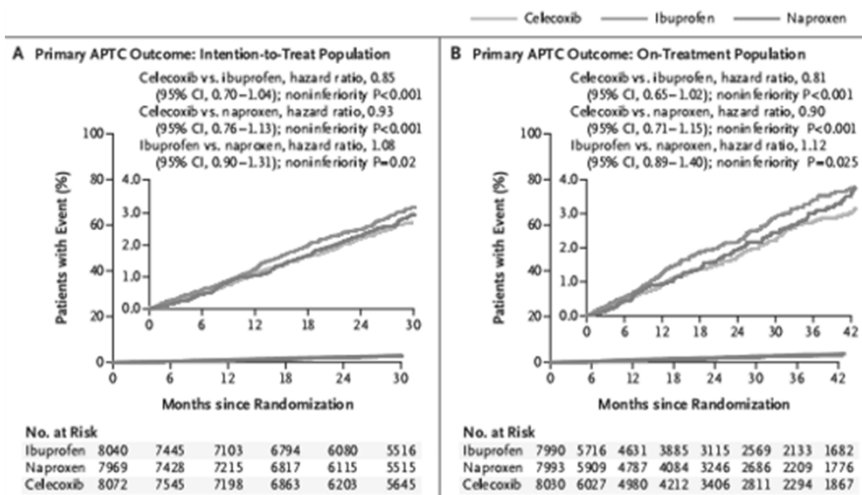 Celecoxib Ibuprofen Naproxen
A Primary APTC Outcome: Intention-to-Treat Population
Celecoxib vs. ibuprofen, hazard ratio, 0.85
(95% CI, 0.70–1.04); noninferiority P<0.001
Celecoxib vs. naproxen, hazard ratio, 0.93
(95% CI, 0.76–1.13); noninferiority P<0.001
Ibuprofen vs. naproxen, hazard ratio, 1.08
(95% CI, 0.90–1.31); noninferiority P=0.02
Patients with Event (%)
100
80
60
40
20
0
4.0
3.0
2.0
1.0
0.0
0 6 12 18 24 30
0 6 12 18 24 30
Months since Randomization
No. at Risk
Ibuprofen 8040 7445 7103 6794 6080 5516
Naproxen 7969 7428 7215 6817 6115 5515
Celecoxib 8072 7545 7198 6863 6203 5645
B Primary APTC Outcome: On-Treatment Population
Celecoxib vs. ibuprofen, hazard ratio, 0.81
(95% CI, 0.65–1.02); noninferiority P<0.001
Celecoxib vs. naproxen, hazard ratio, 0.90
(95% CI, 0.71–1.15); noninferiority P<0.001
Ibuprofen vs. naproxen, hazard ratio, 1.12
(95% CI, 0.89–1.40); noninferiority P=0.025
Patients with Event (%)
100
80
60
40
20
0
4.0
3.0
2.0
1.0
0.0
0 6 12 18 24 30 36 42
0 6 12 18 24 30 36 42
Months since Randomization
No. at Risk
Ibuprofen 7990 5716 4631 3885 3115 2569 2133 1682
Naproxen 7993 5909 4787 4084 3246 2686 2209 1776
Celecoxib 8030 6027 4980 4212 3406 2811 2294 1867